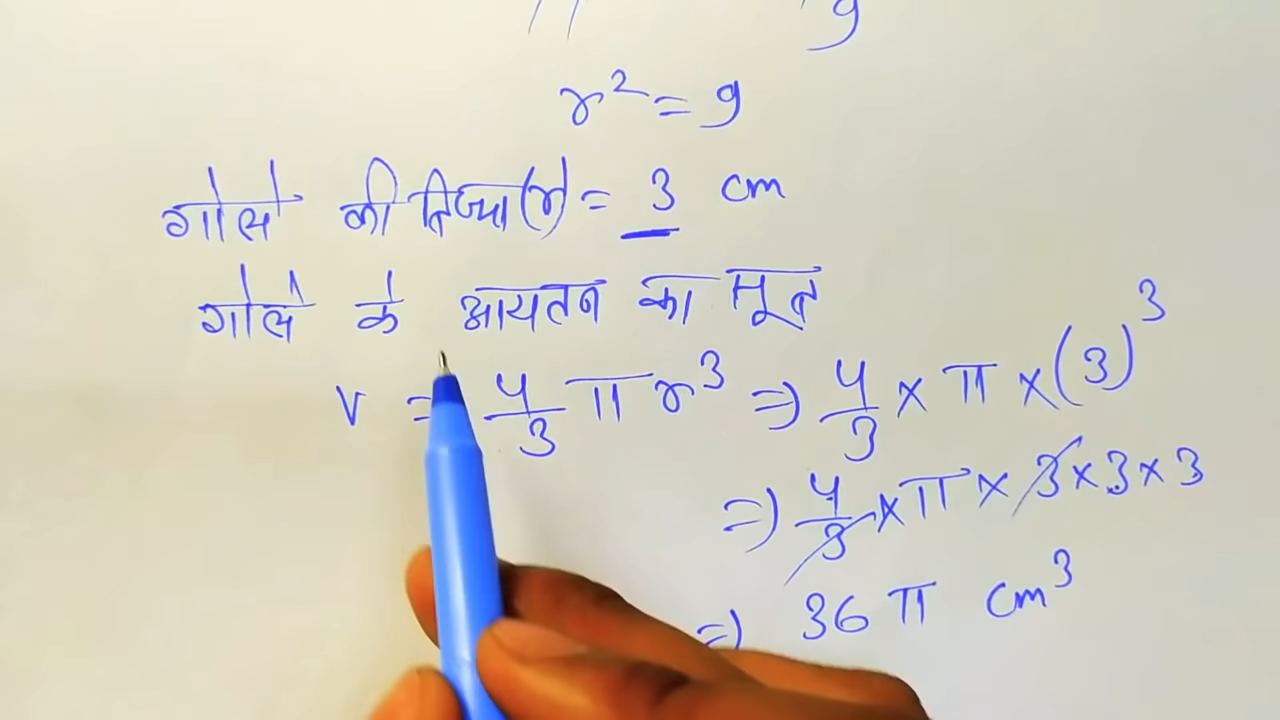 9
r² = 9
गोले की त्रिज्या (r) = 3 cm
गोले के आयतन का सूत्र
V = 4/3 π r³ ⇒ 4/3 × π × (3)³
⇒ 4/3 × π × 3 × 3 × 3
⇒ 36 π cm³